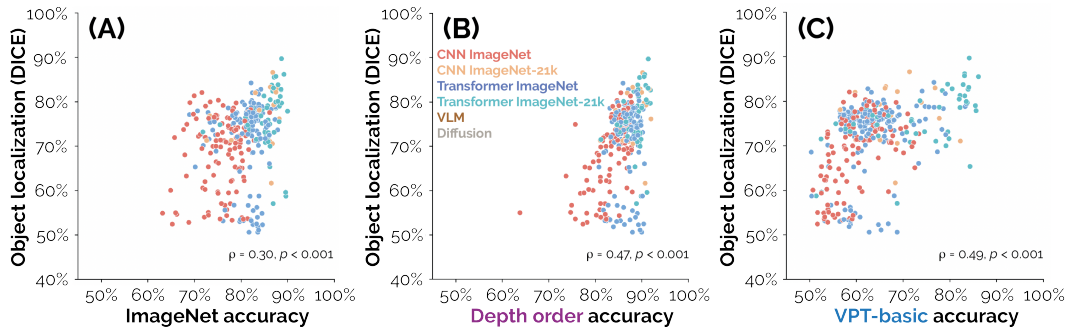 (A)
Object localization (DICE)
100%
90%
80%
70%
60%
50%
40%
ρ = 0.30, p < 0.001
50% 60% 70% 80% 90% 100%
ImageNet accuracy
(B)
Object localization (DICE)
100%
90%
80%
70%
60%
50%
40%
CNN ImageNet
CNN ImageNet-21k
Transformer ImageNet
Transformer ImageNet-21k
VLM
Diffusion
ρ = 0.47, p < 0.001
50% 60% 70% 80% 90% 100%
Depth order accuracy
(C)
Object localization (DICE)
100%
90%
80%
70%
60%
50%
40%
ρ = 0.49, p < 0.001
50% 60% 70% 80% 90% 100%
VPT-basic accuracy